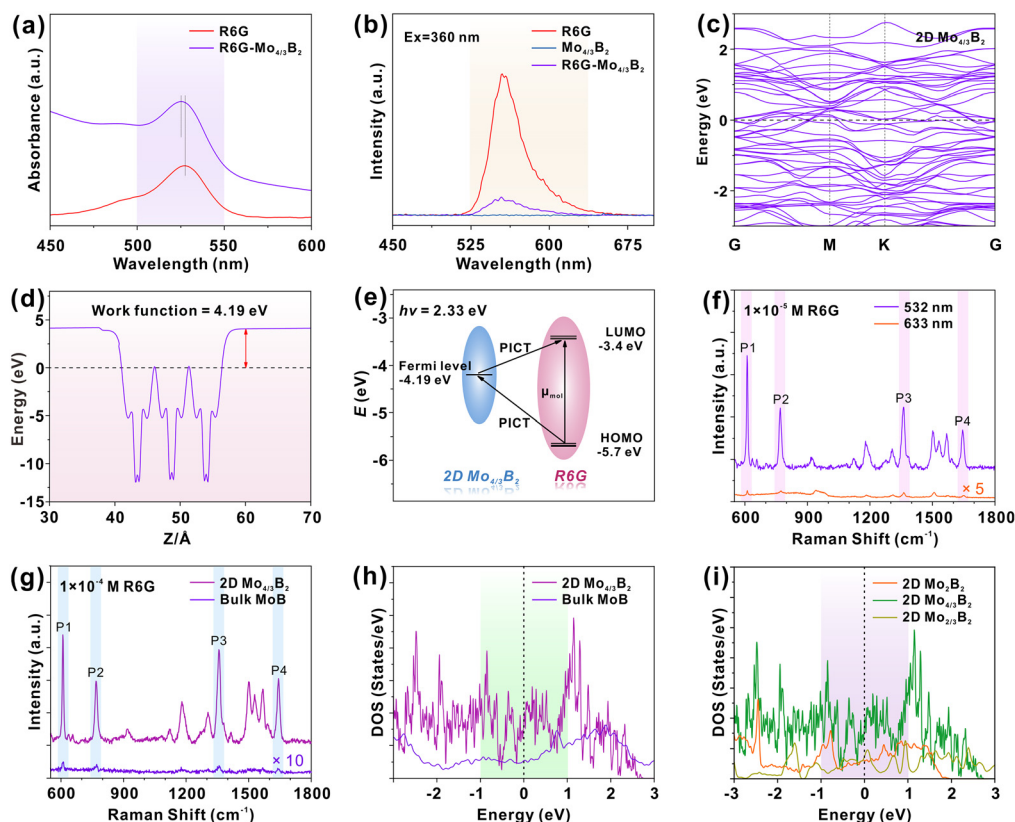 (a)
R6G
R6G-Mo4/3B2
Absorbance (a.u.)
450 500 550 600
Wavelength (nm)
(b)
Ex=360 nm
R6G
Mo4/3B2
R6G-Mo4/3B2
Intensity (a.u.)
450 525 600 675
Wavelength (nm)
(c)
2D Mo4/3B2
Energy (eV)
2
0
-2
G M K G
(d)
Work function = 4.19 eV
Energy (eV)
5
0
-5
-10
-15
30 40 50 60 70
Z/Å
(e)
hν = 2.33 eV
E (eV)
-3
-4
-5
-6
PICT
LUMO
-3.4 eV
Fermi level
-4.19 eV
μmol
PICT
HOMO
-5.7 eV
2D Mo4/3B2
R6G
(f)
1×10⁻⁵ M R6G
532 nm
633 nm
P1
P2
P3
P4
× 5
Intensity (a.u.)
600 900 1200 1500 1800
Raman Shift (cm⁻¹)
(g)
1×10⁻⁴ M R6G
2D Mo4/3B2
Bulk MoB
P1
P2
P3
P4
× 10
Intensity (a.u.)
600 900 1200 1500 1800
Raman Shift (cm⁻¹)
(h)
2D Mo4/3B2
Bulk MoB
DOS (States/eV)
-2 -1 0 1 2 3
Energy (eV)
(i)
2D Mo2B2
2D Mo4/3B2
2D Mo2/3B2
DOS (States/eV)
-3 -2 -1 0 1 2 3
Energy (eV)